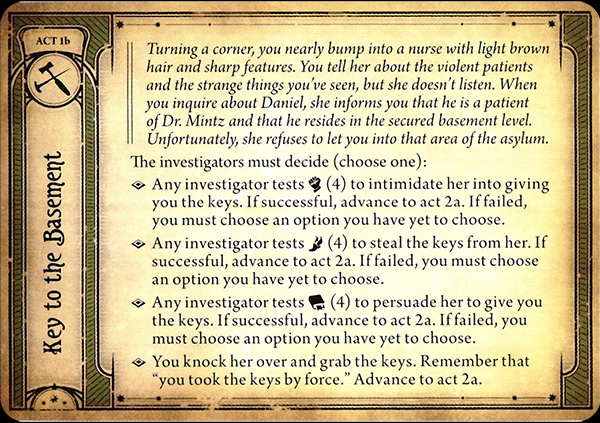 ACT 1b
Key to the Basement
Turning a corner, you nearly bump into a nurse with light brown
hair and sharp features. You tell her about the violent patients
and the strange things you’ve seen, but she doesn’t listen. When
you inquire about Daniel, she informs you that he is a patient
of Dr. Mintz and that he resides in the secured basement level.
Unfortunately, she refuses to let you into that area of the asylum.
The investigators must decide (choose one):
Any investigator tests (4) to intimidate her into giving
you the keys. If successful, advance to act 2a. If failed,
you must choose an option you have yet to choose.
Any investigator tests (4) to steal the keys from her. If
successful, advance to act 2a. If failed, you must choose
an option you have yet to choose.
Any investigator tests (4) to persuade her to give you
the keys. If successful, advance to act 2a. If failed, you
must choose an option you have yet to choose.
You knock her over and grab the keys. Remember that
“you took the keys by force.” Advance to act 2a.